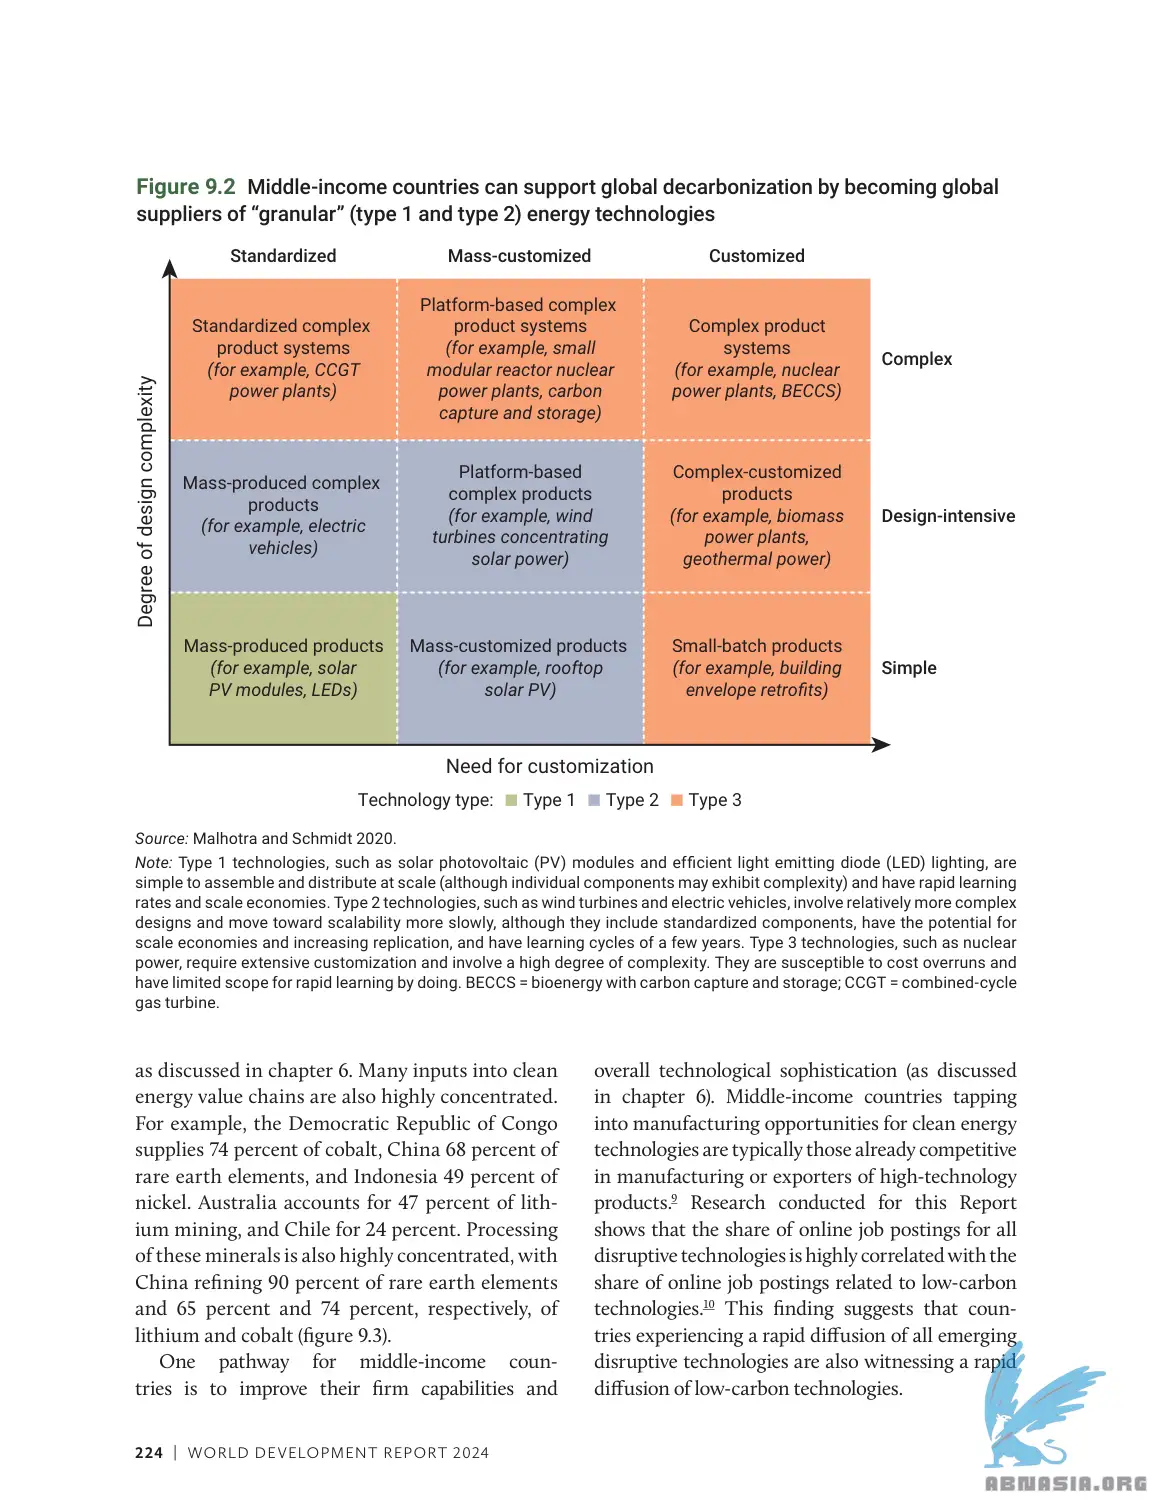 Figure 9.2 Middle-income countries can support global decarbonization by becoming global
suppliers of “granular” (type 1 and type 2) energy technologies
Standardized
Mass-customized
Customized
Degree of design complexity
Standardized complex
product systems
(for example, CCGT
power plants)
Platform-based complex
product systems
(for example, small
modular reactor nuclear
power plants, carbon
capture and storage)
Complex product
systems
(for example, nuclear
power plants, BECCS)
Complex
Mass-produced complex
products
(for example, electric
vehicles)
Platform-based
complex products
(for example, wind
turbines concentrating
solar power)
Complex-customized
products
(for example, biomass
power plants,
geothermal power)
Design-intensive
Mass-produced products
(for example, solar
PV modules, LEDs)
Mass-customized products
(for example, rooftop
solar PV)
Small-batch products
(for example, building
envelope retrofits)
Simple
Need for customization
Technology type: Type 1 Type 2 Type 3
Source: Malhotra and Schmidt 2020.
Note: Type 1 technologies, such as solar photovoltaic (PV) modules and efficient light emitting diode (LED) lighting, are
simple to assemble and distribute at scale (although individual components may exhibit complexity) and have rapid learning
rates and scale economies. Type 2 technologies, such as wind turbines and electric vehicles, involve relatively more complex
designs and move toward scalability more slowly, although they include standardized components, have the potential for
scale economies and increasing replication, and have learning cycles of a few years. Type 3 technologies, such as nuclear
power, require extensive customization and involve a high degree of complexity. They are susceptible to cost overruns and
have limited scope for rapid learning by doing. BECCS = bioenergy with carbon capture and storage; CCGT = combined-cycle
gas turbine.
as discussed in chapter 6. Many inputs into clean
energy value chains are also highly concentrated.
For example, the Democratic Republic of Congo
supplies 74 percent of cobalt, China 68 percent of
rare earth elements, and Indonesia 49 percent of
nickel. Australia accounts for 47 percent of lith-
ium mining, and Chile for 24 percent. Processing
of these minerals is also highly concentrated, with
China refining 90 percent of rare earth elements
and 65 percent and 74 percent, respectively, of
lithium and cobalt (figure 9.3).
One pathway for middle-income coun-
tries is to improve their firm capabilities and
overall technological sophistication (as discussed
in chapter 6). Middle-income countries tapping
into manufacturing opportunities for clean energy
technologies are typically those already competitive
in manufacturing or exporters of high-technology
products.9 Research conducted for this Report
shows that the share of online job postings for all
disruptive technologies is highly correlated with the
share of online job postings related to low-carbon
technologies.10 This finding suggests that coun-
tries experiencing a rapid diffusion of all emerging
disruptive technologies are also witnessing a rapid
diffusion of low-carbon technologies.
224 | WORLD DEVELOPMENT REPORT 2024
ABNASIA.ORG